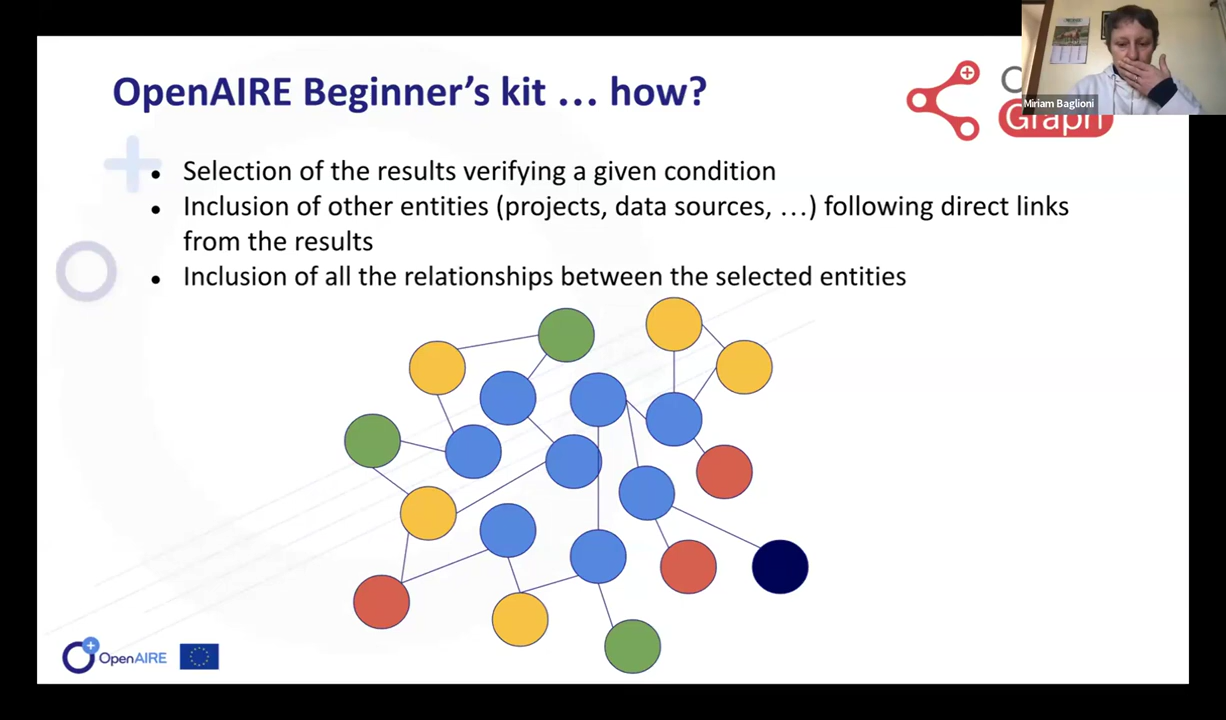 OpenAIRE Beginner's kit … how?
Miriam Baglioni
Graph
Selection of the results verifying a given condition
Inclusion of other entities (projects, data sources, …) following direct links
from the results
Inclusion of all the relationships between the selected entities
OpenAIRE